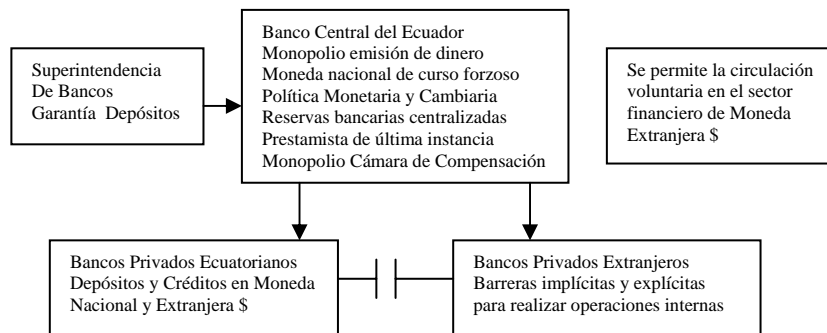 Superintendencia
De Bancos
Garantía Depósitos
Banco Central del Ecuador
Monopolio emisión de dinero
Moneda nacional de curso forzoso
Política Monetaria y Cambiaria
Reservas bancarias centralizadas
Prestamista de última instancia
Monopolio Cámara de Compensación
Se permite la circulación
voluntaria en el sector
financiero de Moneda
Extranjera $
Bancos Privados Ecuatorianos
Depósitos y Créditos en Moneda
Nacional y Extranjera $
Bancos Privados Extranjeros
Barreras implícitas y explícitas
para realizar operaciones internas